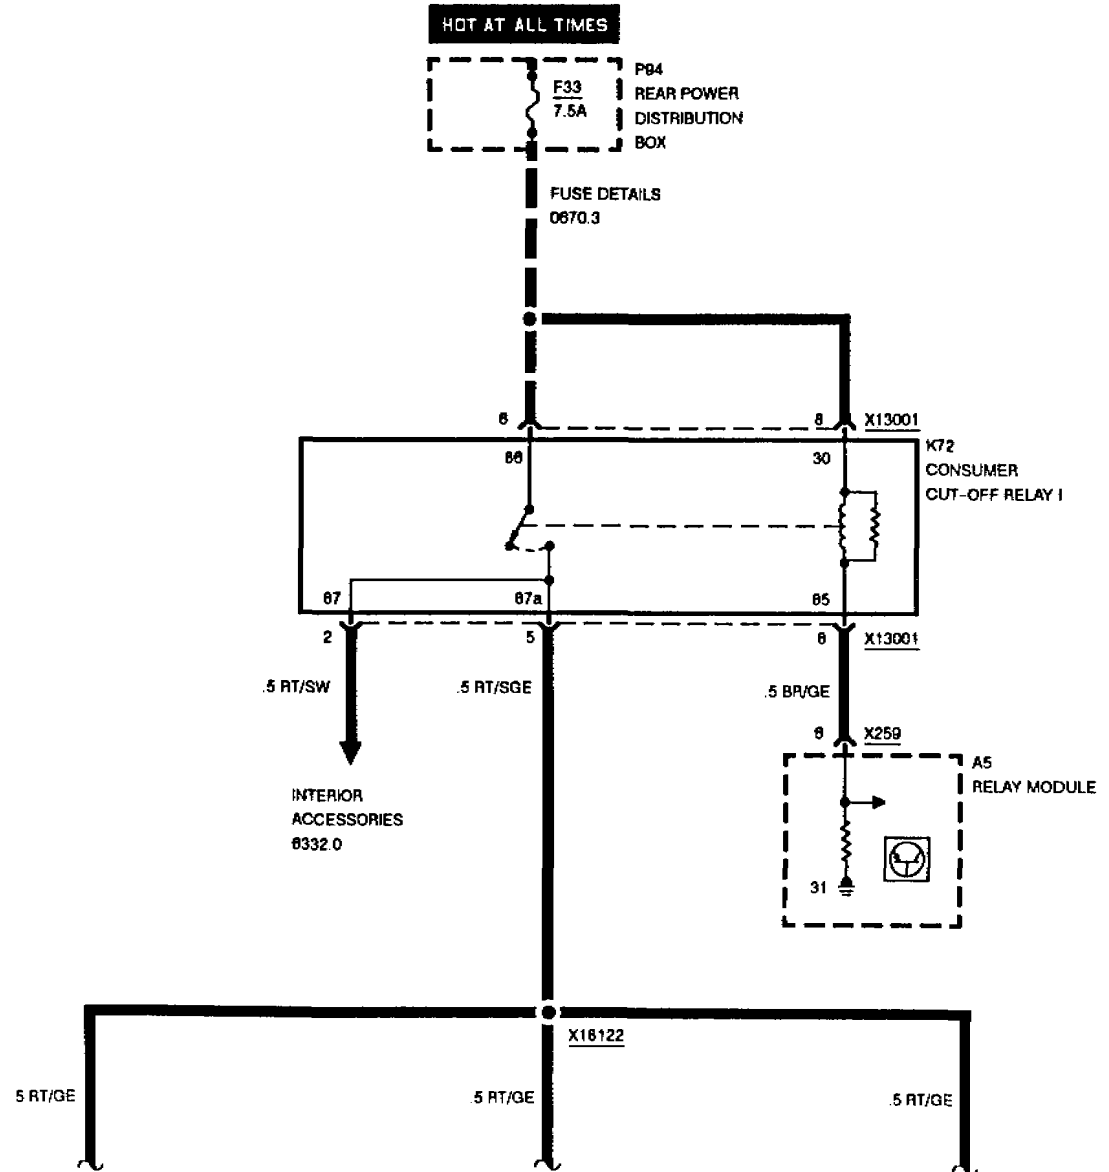 HOT AT ALL TIMES
F33
7.5A
P94
REAR POWER
DISTRIBUTION
BOX
FUSE DETAILS
0670.3
6
8
X13001
86
30
K72
CONSUMER
CUT-OFF RELAY I
87
87a
85
2
5
6
X13001
.5 RT/SW
.5 RT/SGE
.5 BR/GE
6
X259
A5
RELAY MODULE
INTERIOR
ACCESSORIES
6332.0
31
X16122
5 RT/GE
.5 RT/GE
.5 RT/GE